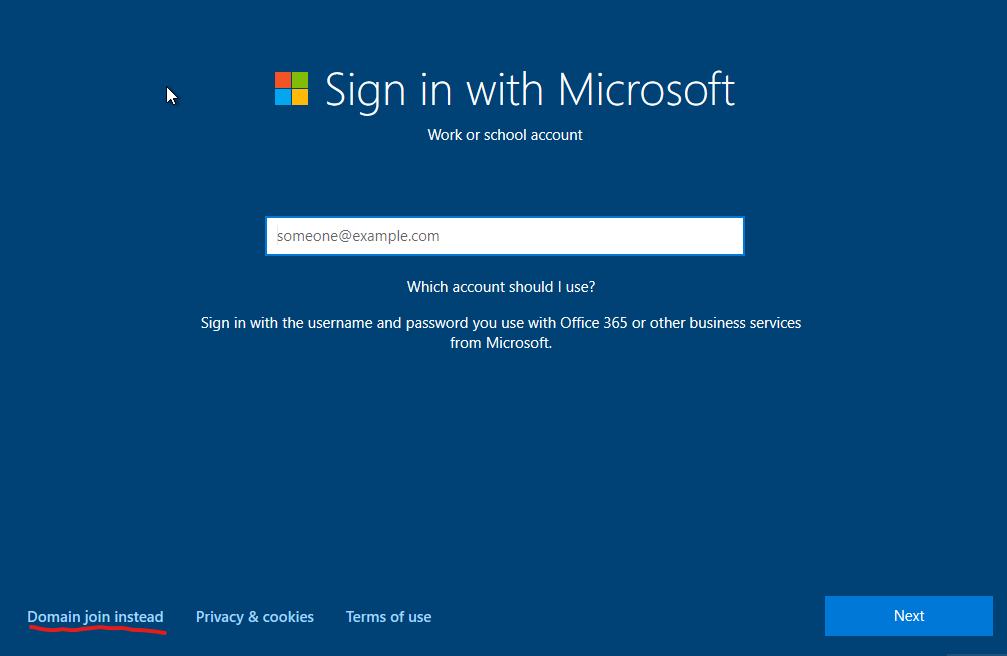 Sign in with Microsoft
Work or school account
someone@example.com
Which account should I use?
Sign in with the username and password you use with Office 365 or other business services
from Microsoft.
Domain join instead
Privacy & cookies
Terms of use
Next